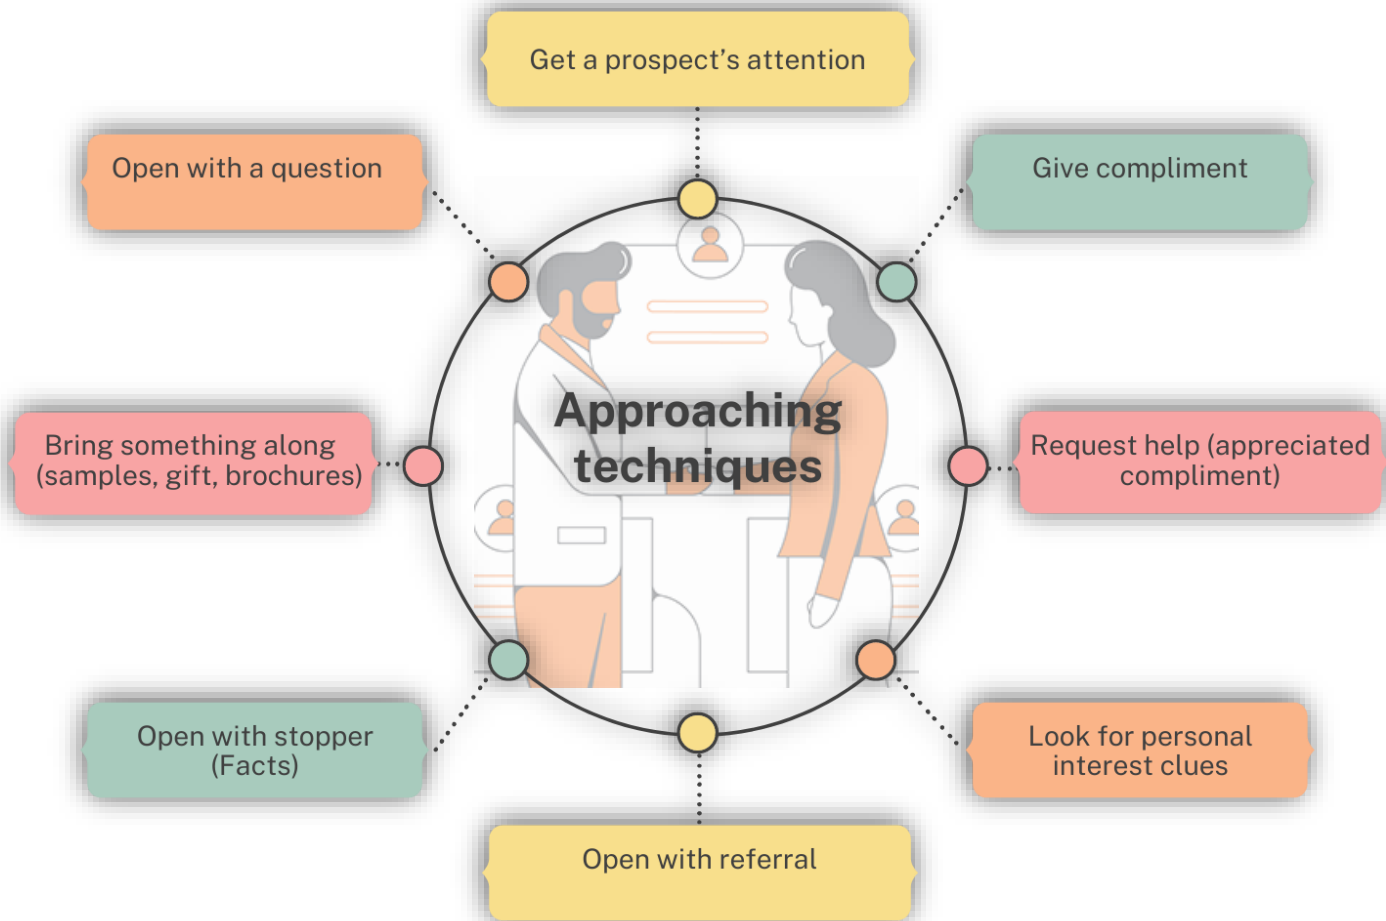 Get a prospect’s attention
Open with a question
Give compliment
Approaching
techniques
Bring something along
(samples, gift, brochures)
Request help (appreciated
compliment)
Open with stopper
(Facts)
Look for personal
interest clues
Open with referral